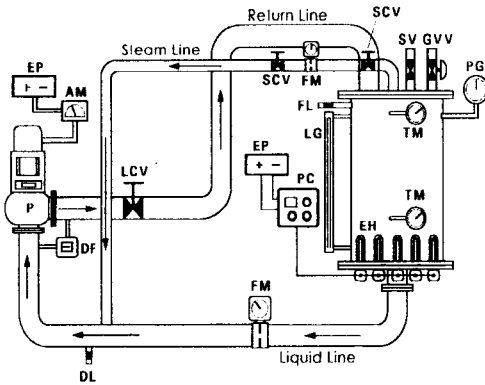 Return Line
SCV
Steam Line
SV GVV
EP
+ −
AM
SCV
FM
PG
FL
TM
LG
LCV
EP
+ −
PC
P
TM
EH
DF
FM
Liquid Line
DL